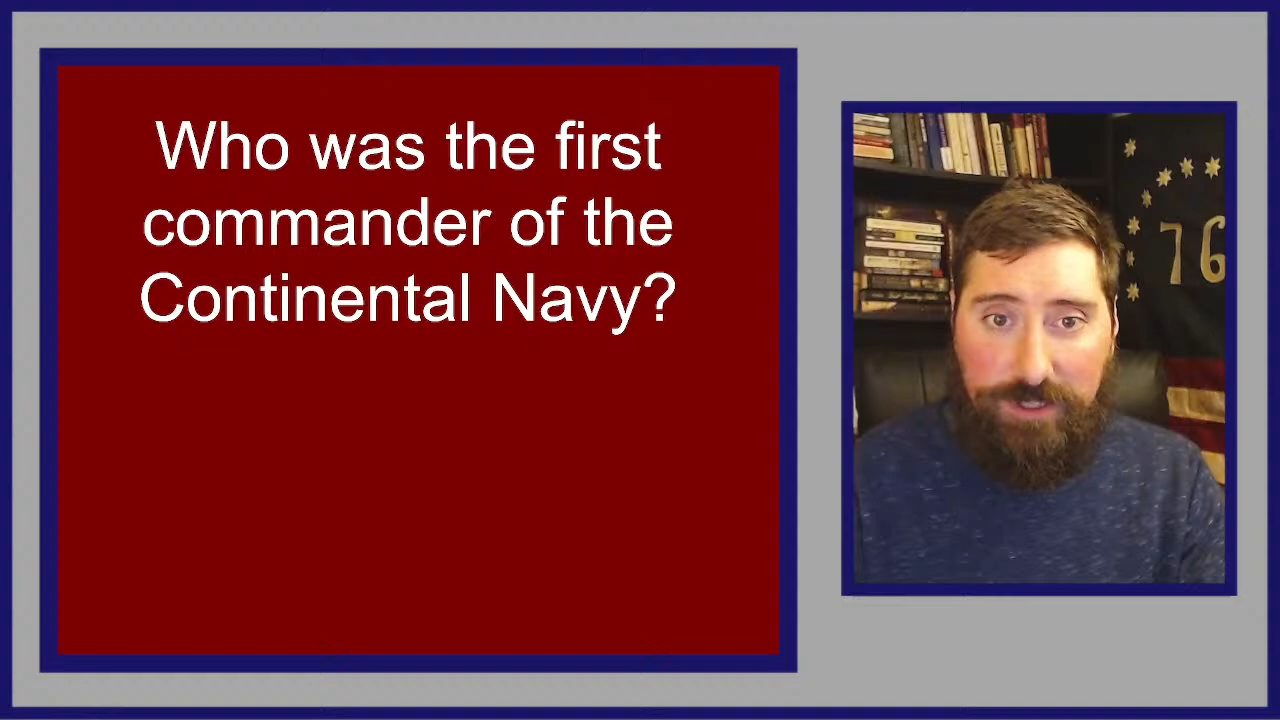 Who was the first
commander of the
Continental Navy?
76